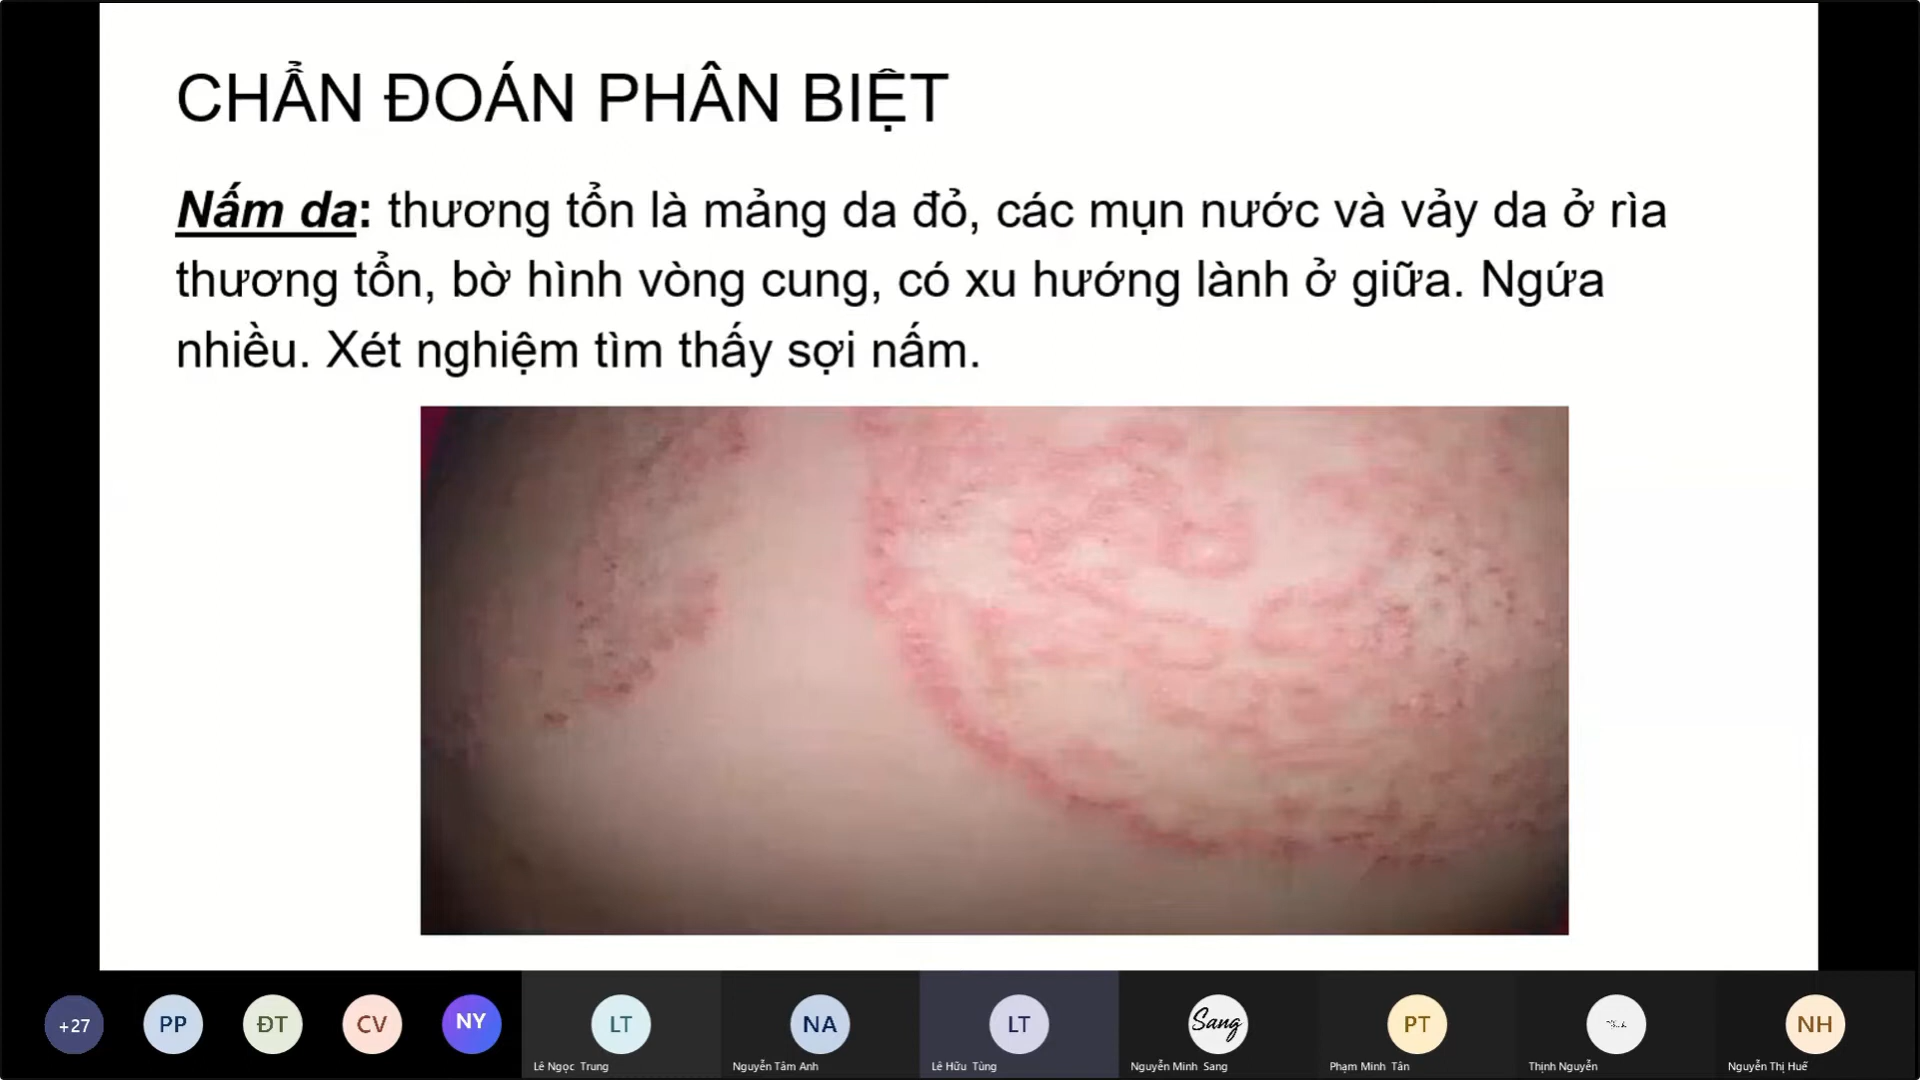 CHẨN ĐOÁN PHÂN BIỆT
Nấm da: thương tổn là mảng da đỏ, các mụn nước và vảy da ở rìa
thương tổn, bờ hình vòng cung, có xu hướng lành ở giữa. Ngứa
nhiều. Xét nghiệm tìm thấy sợi nấm.
+27
PP
ĐT
CV
NY
LT
NA
LT
Sang
PT
NH
Lê Ngọc Trung
Nguyễn Tâm Anh
Lê Hữu Tùng
Nguyễn Minh Sang
Phạm Minh Tân
Thịnh Nguyễn
Nguyễn Thị Huế